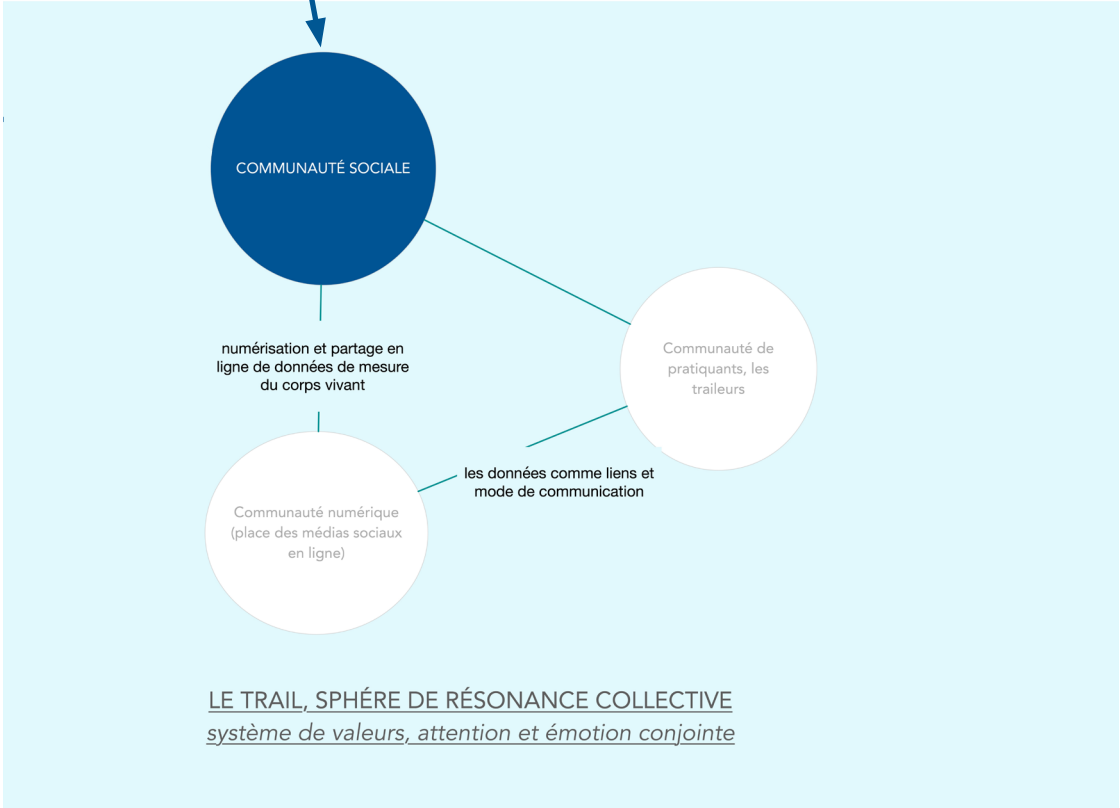 COMMUNAUTÉ SOCIALE
numérisation et partage en
ligne de données de mesure
du corps vivant
Communauté de
pratiquants, les
traileurs
les données comme liens et
mode de communication
Communauté numérique
(place des médias sociaux
en ligne)
LE TRAIL, SPHÉRE DE RÉSONANCE COLLECTIVE
système de valeurs, attention et émotion conjointe